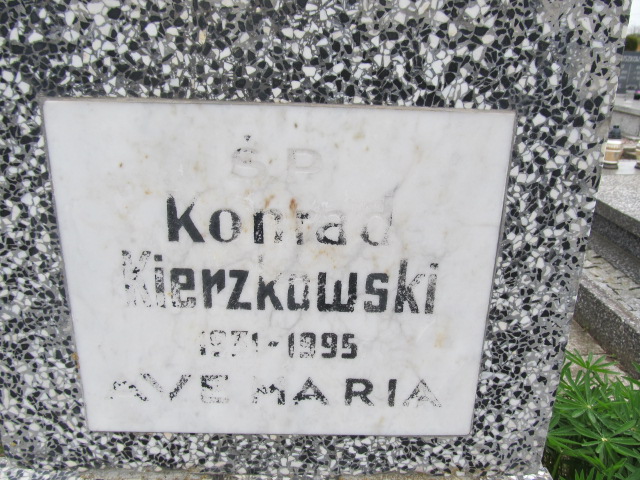 Ś.P.
Konrad
Kierzkowski
1971-1995
AVE MARIA